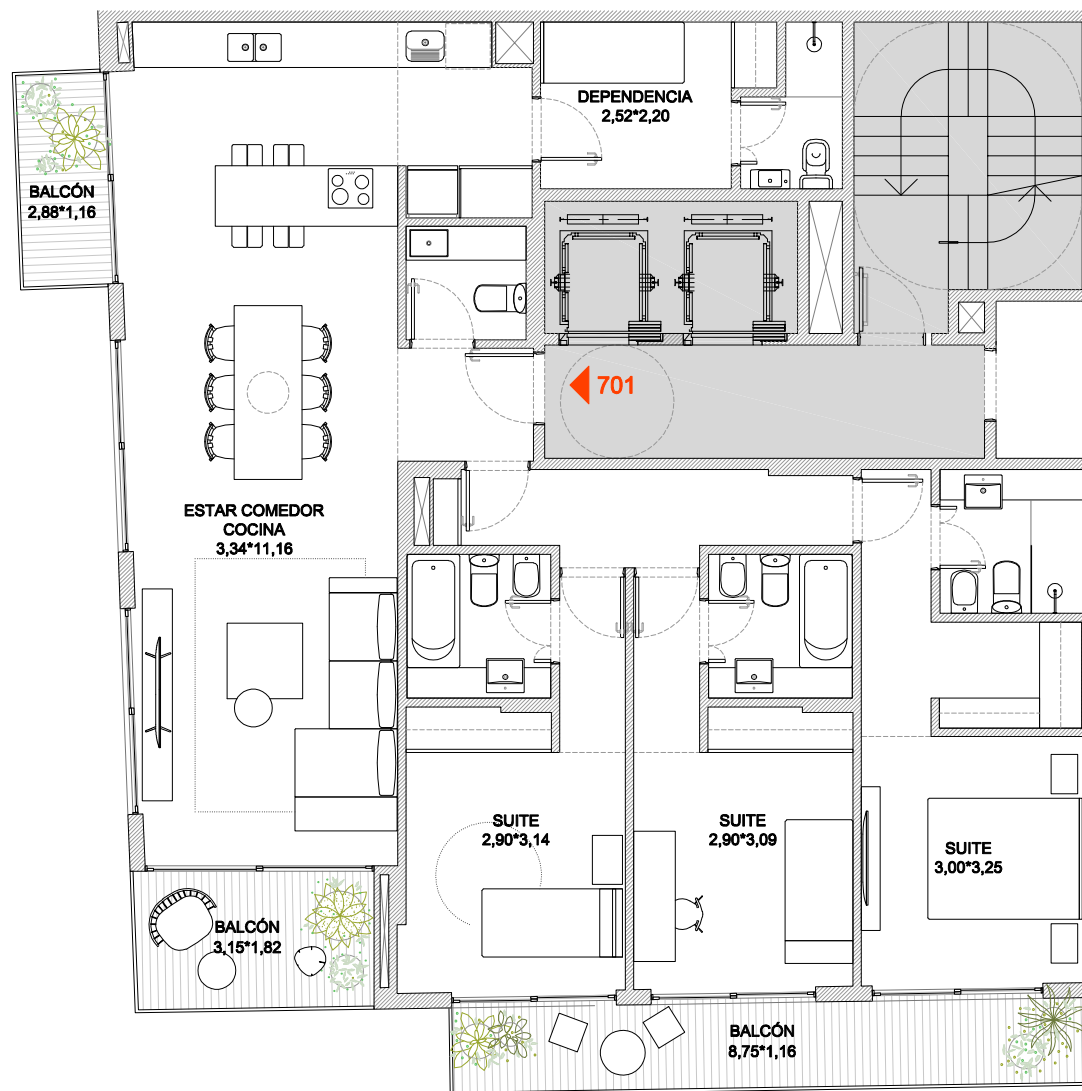 DEPENDENCIA
2,52*2,20
BALCÓN
2,88*1,16
701
ESTAR COMEDOR
COCINA
3,34*11,16
SUITE
2,90*3,14
SUITE
2,90*3,09
SUITE
3,00*3,25
BALCÓN
3,15*1,82
BALCÓN
8,75*1,16